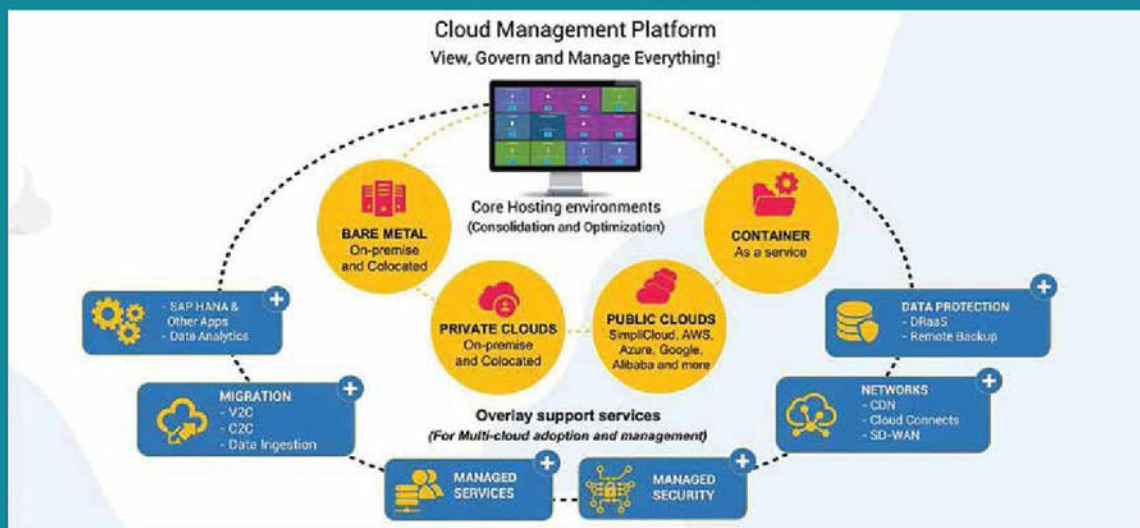 Cloud Management Platform
View, Govern and Manage Everything!
Core Hosting environments
(Consolidation and Optimization)
BARE METAL
On-premise
and Colocated
CONTAINER
As a service
PRIVATE CLOUDS
On-premise
and Colocated
PUBLIC CLOUDS
SimpliCloud, AWS,
Azure, Google,
Alibaba and more
- SAP HANA &
Other Apps
- Data Analytics
DATA PROTECTION
- DRaaS
- Remote Backup
MIGRATION
- V2C
- C2C
- Data Ingestion
NETWORKS
- CDN
- Cloud Connects
- SD-WAN
Overlay support services
(For Multi-cloud adoption and management)
MANAGED
SERVICES
MANAGED
SECURITY